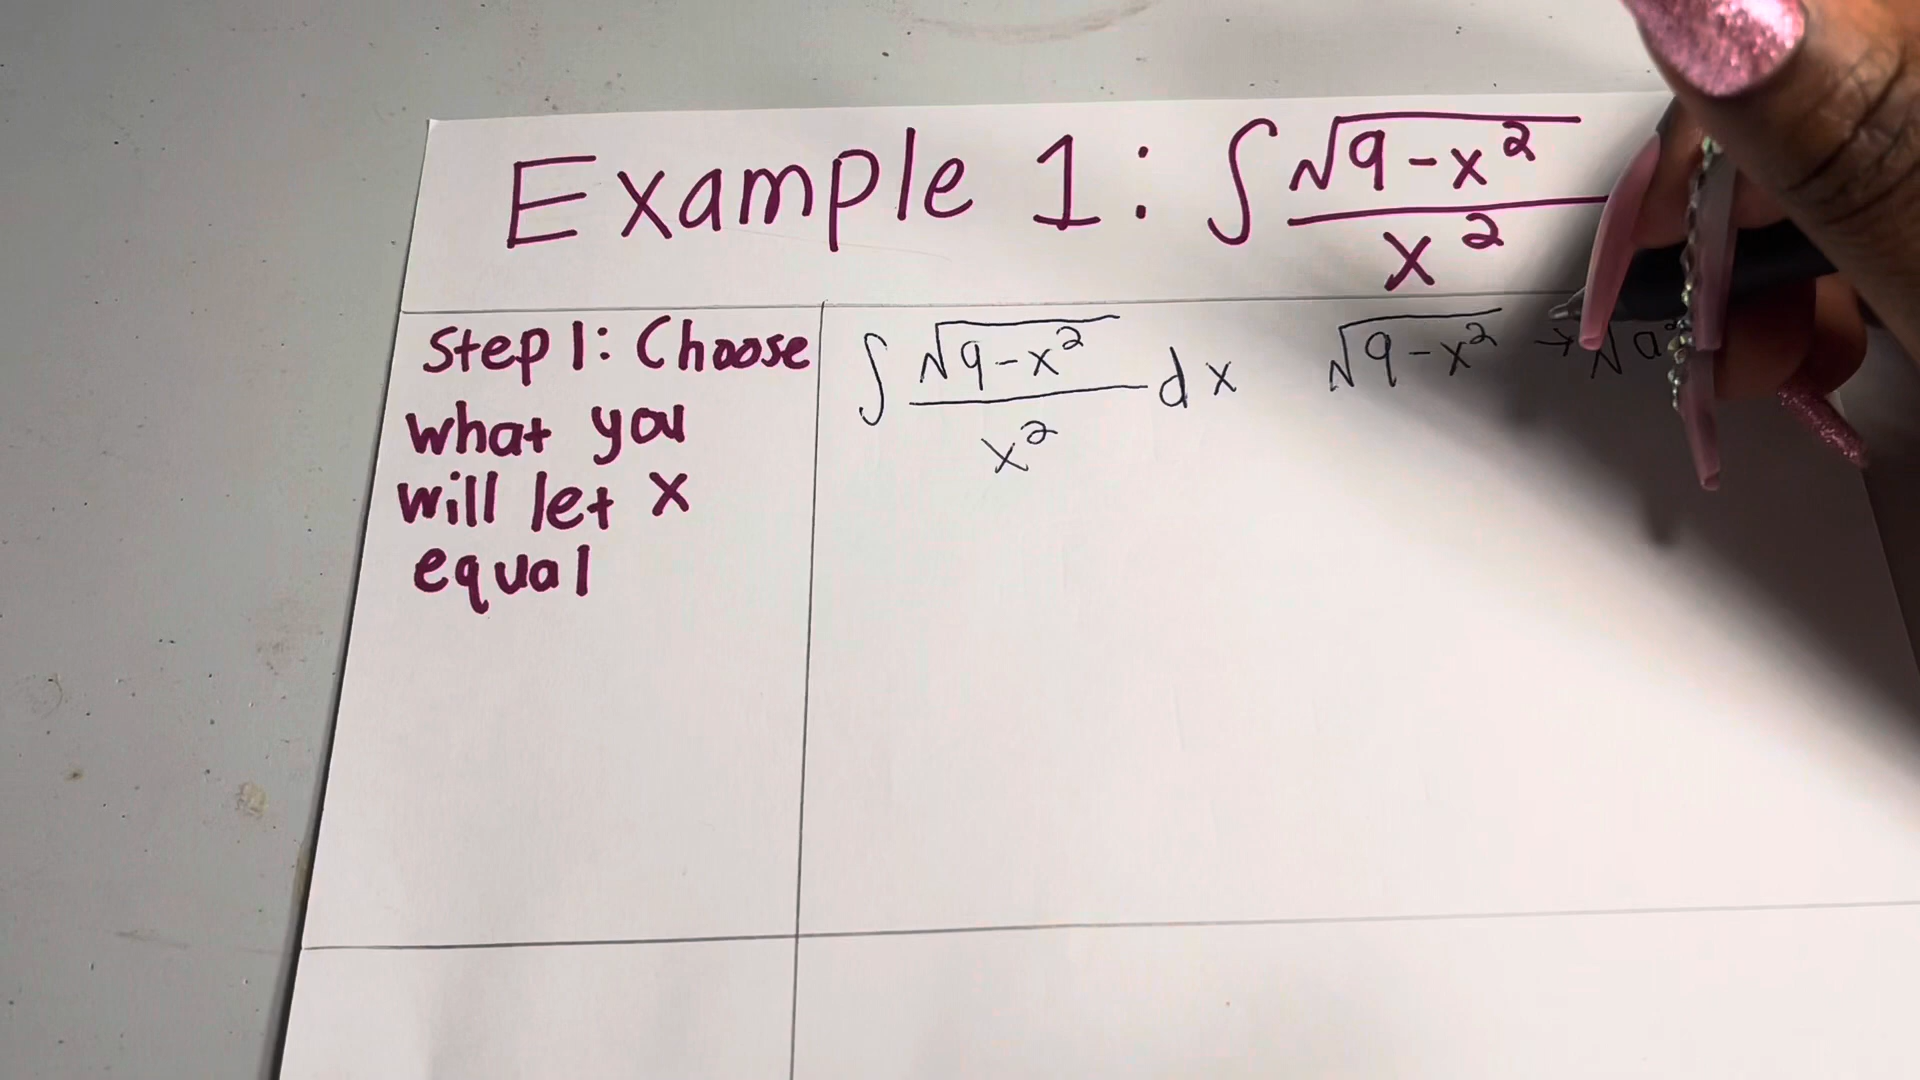 Example 1: ∫ √9-x² / x²
Step 1: Choose
what you
will let x
equal
∫ √9-x² / x² dx √9-x² → √a²